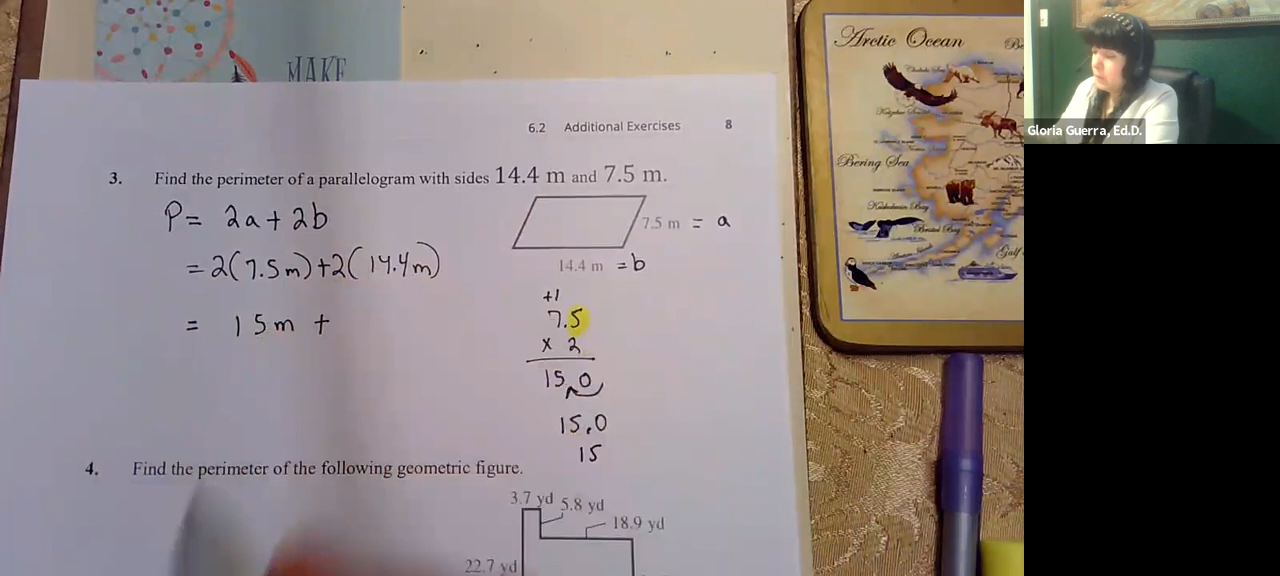 MAKE
6.2 Additional Exercises 8
3. Find the perimeter of a parallelogram with sides 14.4 m and 7.5 m.
P = 2a + 2b
= 2(7.5m) + 2(14.4m)
= 15m +
7.5 m = a
14.4 m = b
+1
7.5
x 2
15.0
15.0
15
4. Find the perimeter of the following geometric figure.
3.7 yd 5.8 yd
18.9 yd
22.7 yd
Arctic Ocean
Bering Sea
Bristol Bay
Gulf
Gloria Guerra, Ed.D.